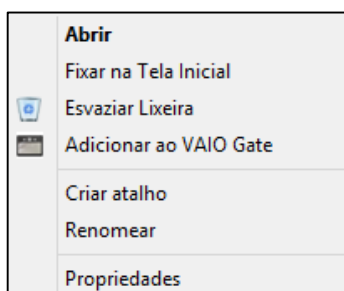 Abrir
Fixar na Tela Inicial
Esvaziar Lixeira
Adicionar ao VAIO Gate
Criar atalho
Renomear
Propriedades